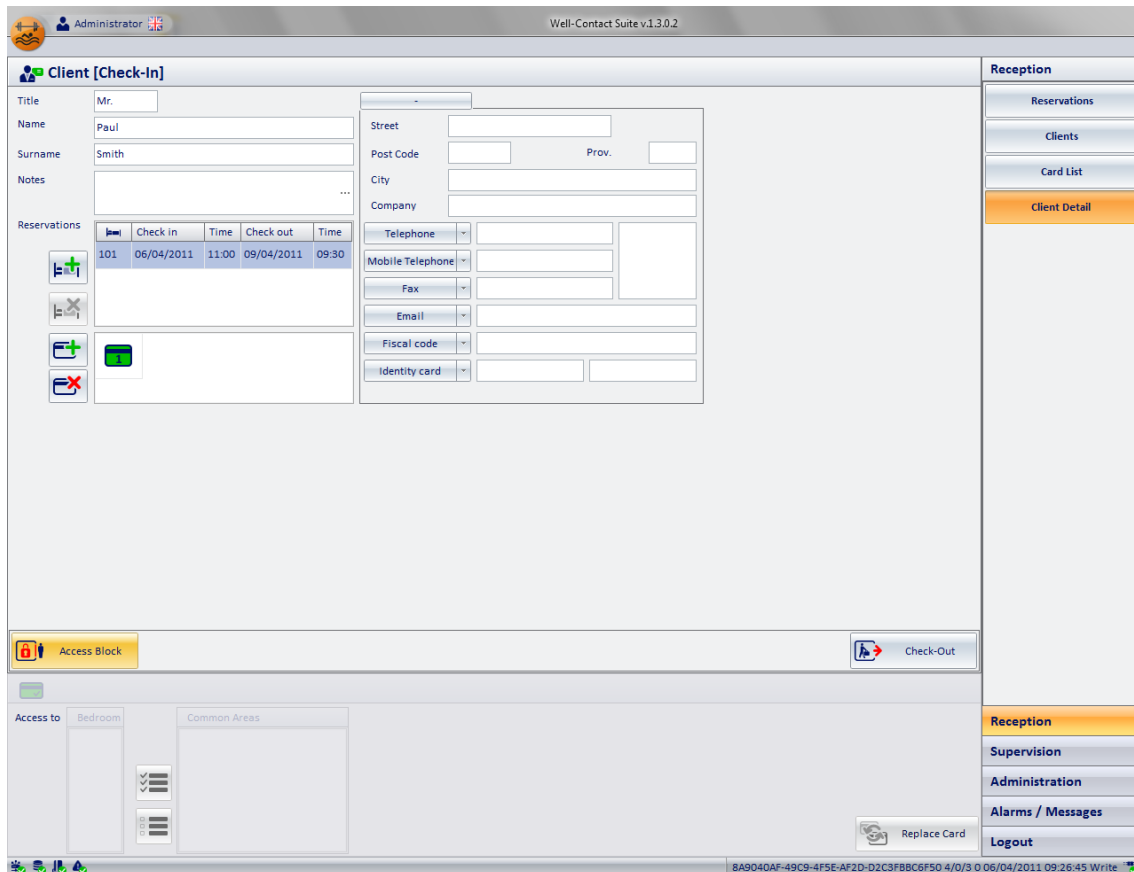 Administrator
Well-Contact Suite v.1.3.0.2
Client [Check-In]
Title Mr.
Name Paul
Surname Smith
Notes
...
Reservations
Check in Time Check out Time
101 06/04/2011 11:00 09/04/2011 09:30
1
-
Street
Post Code Prov.
City
Company
Telephone
Mobile Telephone
Fax
Email
Fiscal code
Identity card
Access Block
Check-Out
Access to Bedroom Common Areas
Replace Card
Reception
Reservations
Clients
Card List
Client Detail
Reception
Supervision
Administration
Alarms / Messages
Logout
8A9040AF-49C9-4F5E-AF2D-D2C3FBBC6F50 4/0/3 0 06/04/2011 09:26:45 Write